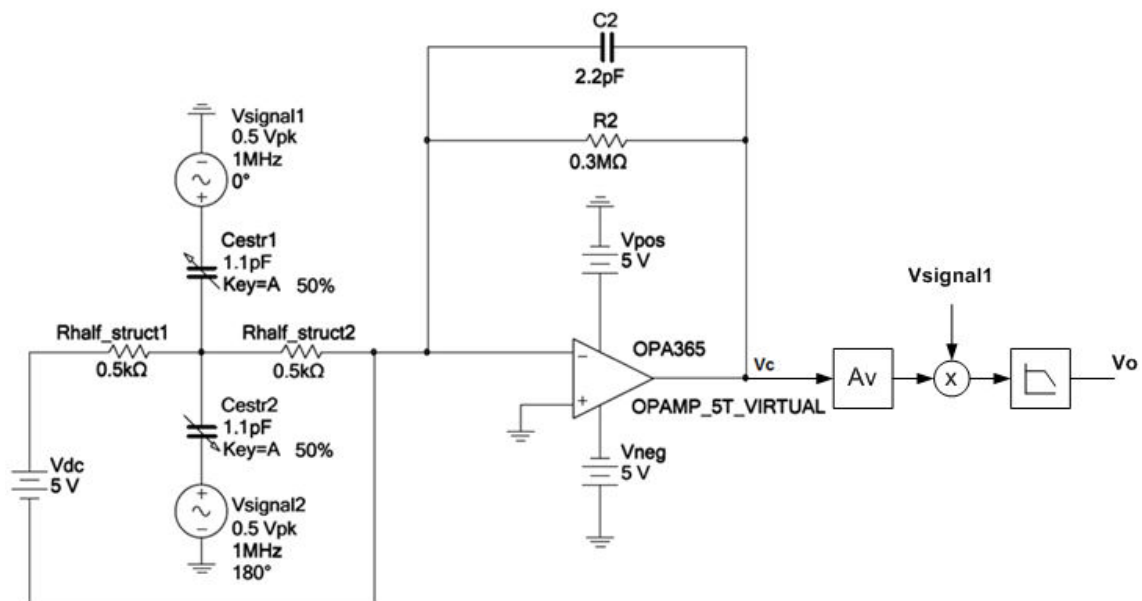 C2
2.2pF
R2
0.3MΩ
Vsignal1
0.5 Vpk
1MHz
0°
Cestr1
1.1pF
Key=A 50%
Rhalf_struct1
0.5kΩ
Rhalf_struct2
0.5kΩ
Cestr2
1.1pF
Key=A 50%
Vdc
5 V
Vsignal2
0.5 Vpk
1MHz
180°
Vpos
5 V
OPA365
OPAMP_5T_VIRTUAL
Vneg
5 V
Vc
Av
Vsignal1
x
Vo